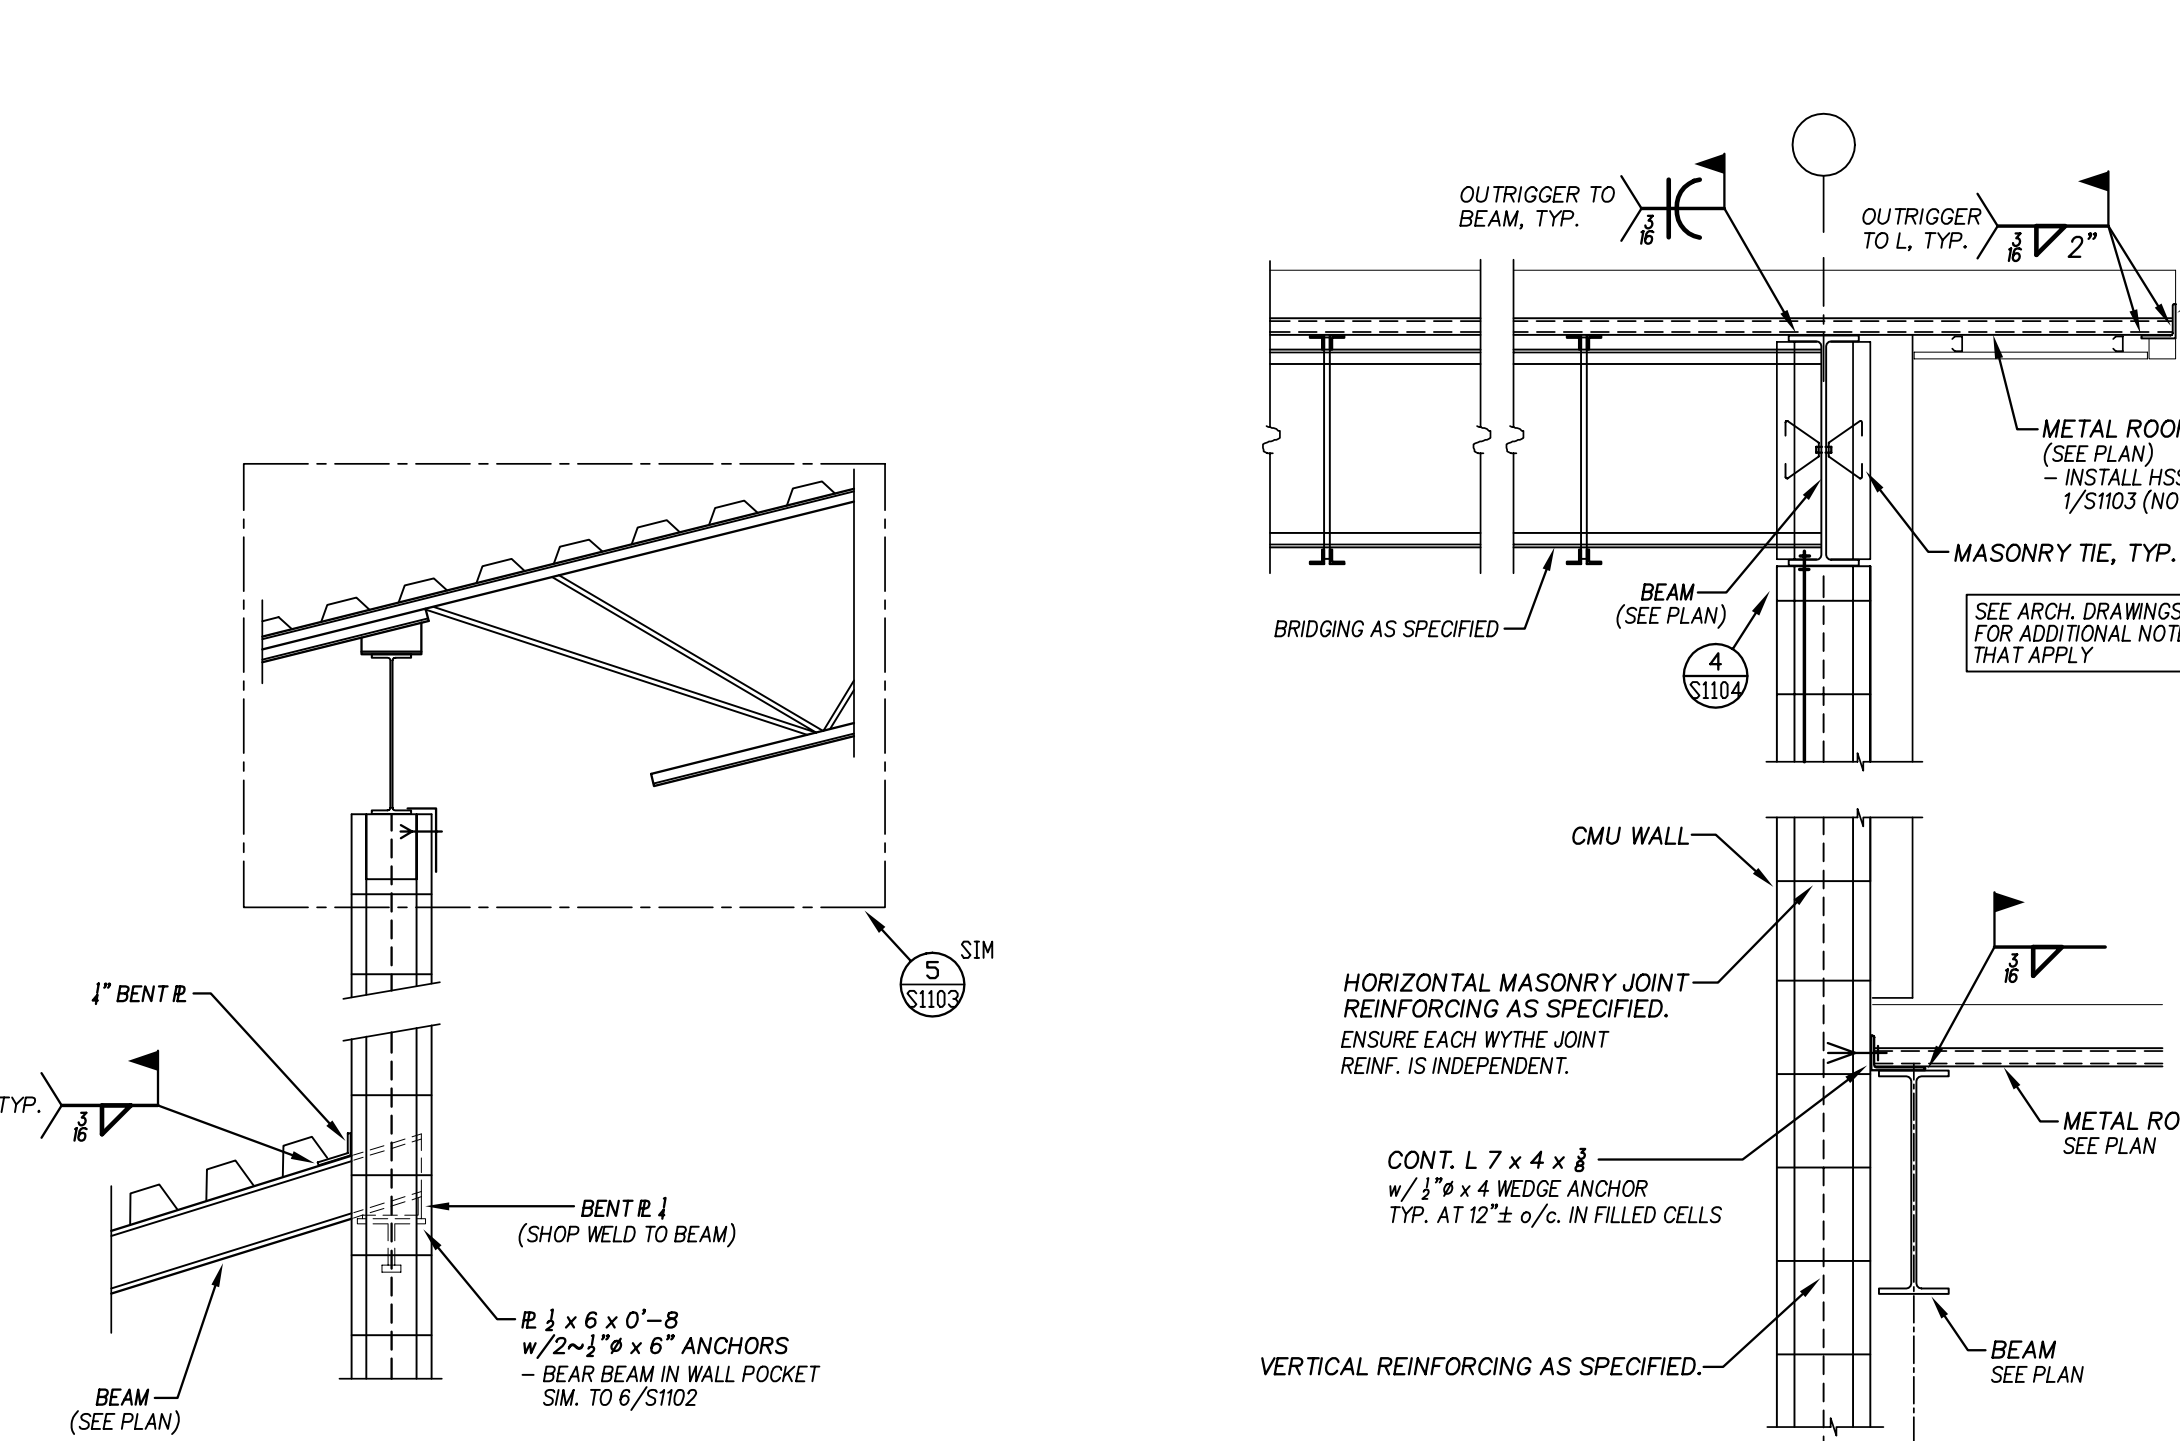 SIM
5
S1103
¼" BENT PL
TYP.
3
16
BENT PL ¼
(SHOP WELD TO BEAM)
PL ½ x 6 x 0'-8
w/2~½"ø x 6" ANCHORS
- BEAR BEAM IN WALL POCKET
SIM. TO 6/S1102
BEAM
(SEE PLAN)
OUTRIGGER TO
BEAM, TYP.
3
16
OUTRIGGER
TO L, TYP.
3
16
2"
METAL ROO
(SEE PLAN)
- INSTALL HSS
1/S1103 (NO
MASONRY TIE, TYP.
BEAM
(SEE PLAN)
BRIDGING AS SPECIFIED
4
S1104
SEE ARCH. DRAWINGS
FOR ADDITIONAL NOTE
THAT APPLY
CMU WALL
HORIZONTAL MASONRY JOINT
REINFORCING AS SPECIFIED.
ENSURE EACH WYTHE JOINT
REINF. IS INDEPENDENT.
3
16
METAL RO
SEE PLAN
CONT. L 7 x 4 x ⅜
w/ ½"ø x 4 WEDGE ANCHOR
TYP. AT 12"± o/c. IN FILLED CELLS
BEAM
SEE PLAN
VERTICAL REINFORCING AS SPECIFIED.